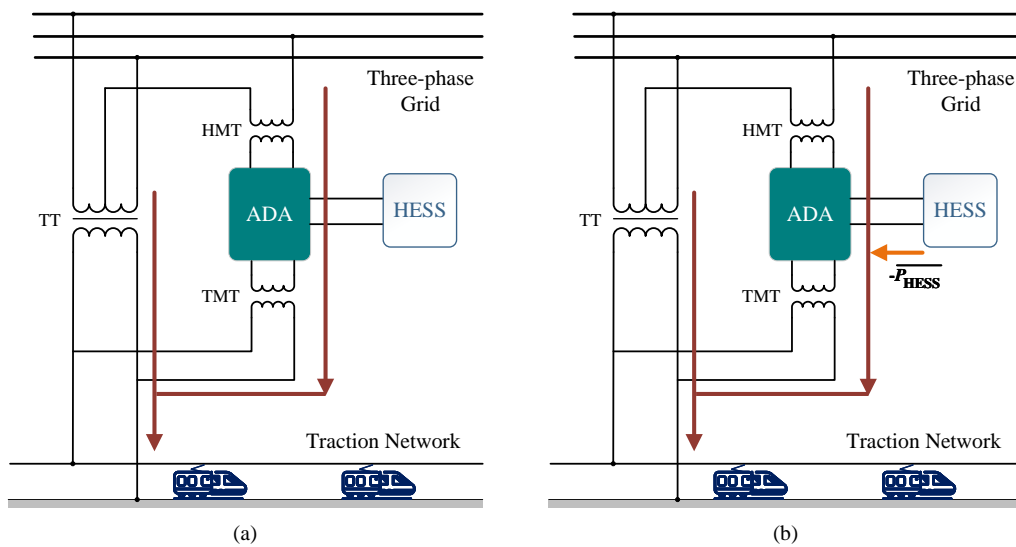 Three-phase
Grid
HMT
TT
ADA
HESS
TMT
Traction Network
(a)
Three-phase
Grid
HMT
TT
ADA
HESS
-P_HESS
TMT
Traction Network
(b)